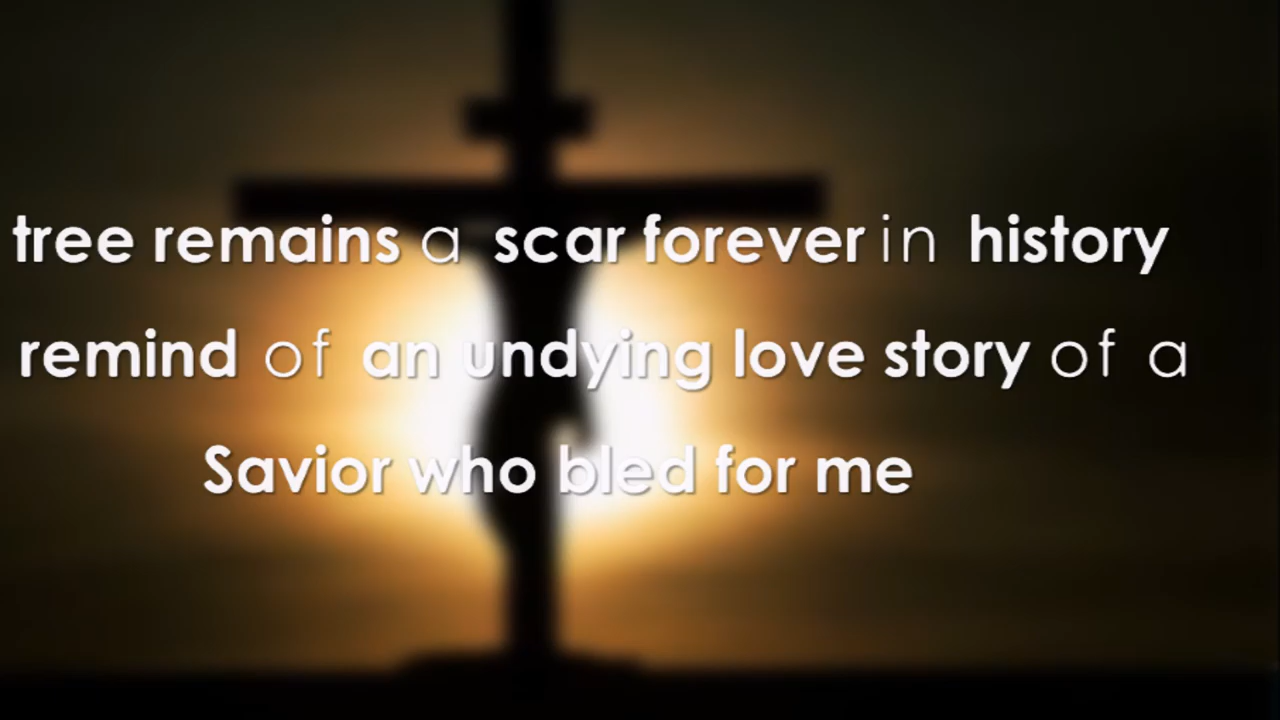 tree remains a scar forever in history
remind of an undying love story of a
Savior who bled for me